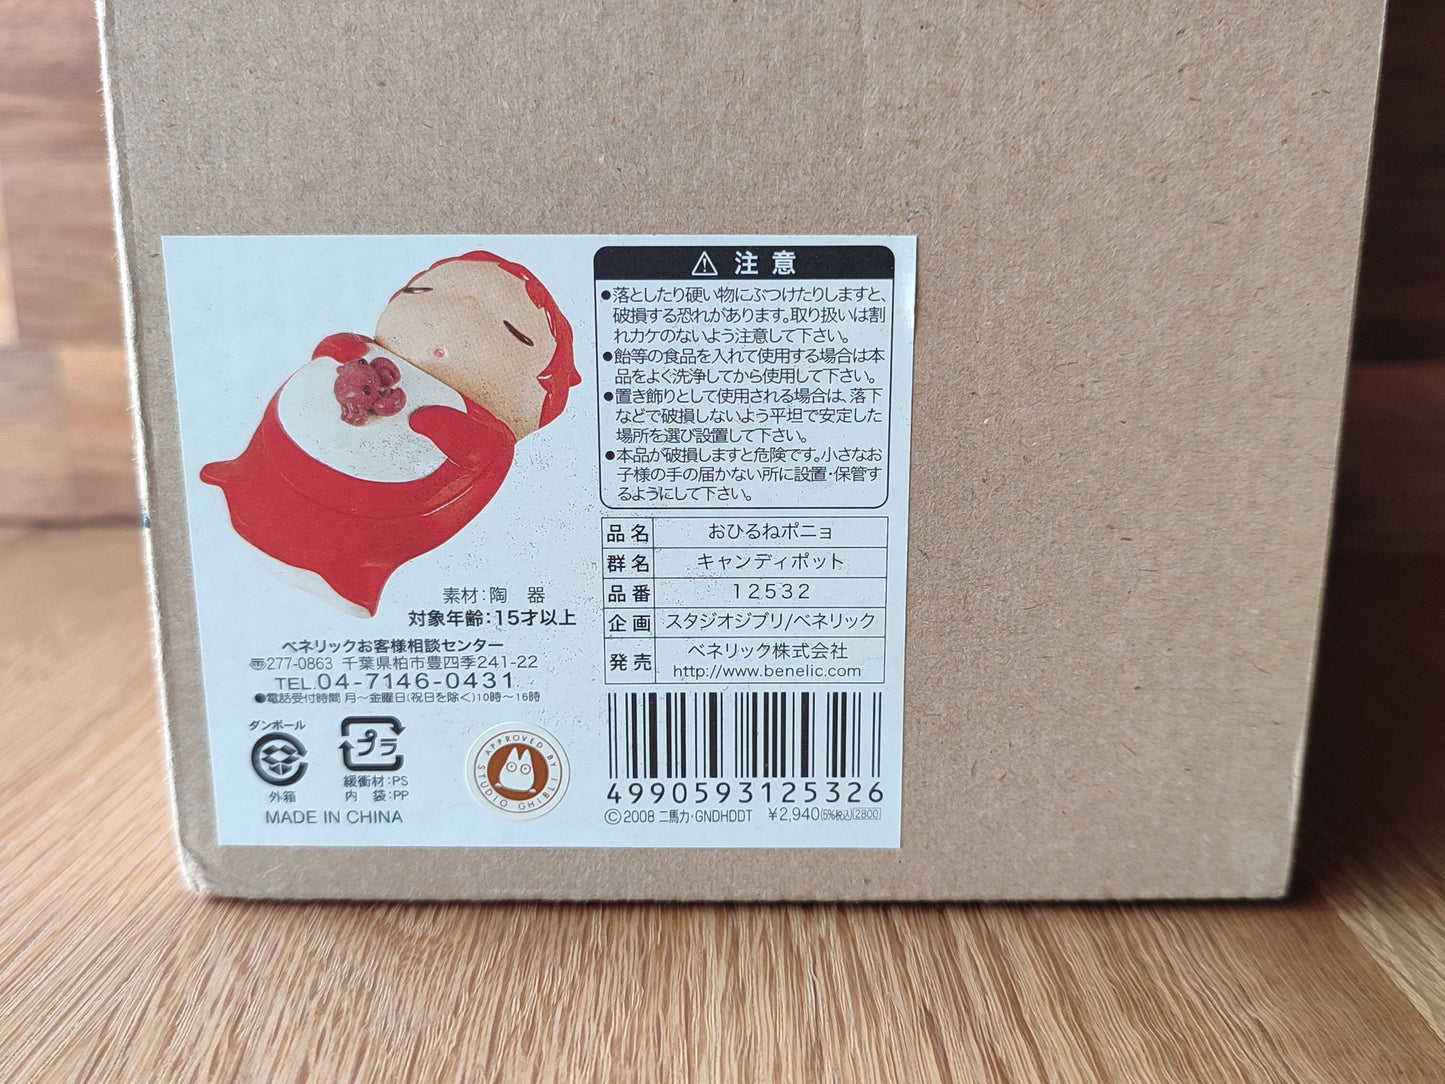 注意
●落としたり硬い物にぶつけたりしますと、
破損する恐れがあります。取り扱いは割
れカケのないよう注意して下さい。
●飴等の食品を入れて使用する場合は本
品をよく洗浄してから使用して下さい。
●置き飾りとして使用される場合は、落下
などで破損しないよう平坦で安定した
場所を選び設置して下さい。
●本品が破損しますと危険です。小さなお
子様の手の届かない所に設置・保管す
るようにして下さい。
品名 おひるねポニョ
群名 キャンディポット
品番 12532
企画 スタジオジブリ/ベネリック
発売 ベネリック株式会社
http://www.benelic.com
素材:陶 器
対象年齢:15才以上
ベネリックお客様相談センター
〠277-0863 千葉県柏市豊四季241-22
TEL.04-7146-0431
●電話受付時間 月〜金曜日(祝日を除く)10時〜16時
ダンボール
外箱
プラ
緩衝材:PS
内 袋:PP
MADE IN CHINA
APPROVED BY STUDIO GHIBLI
4990593125326
©2008 二馬力・GNDHDDT ¥2,940(5%税込)2800